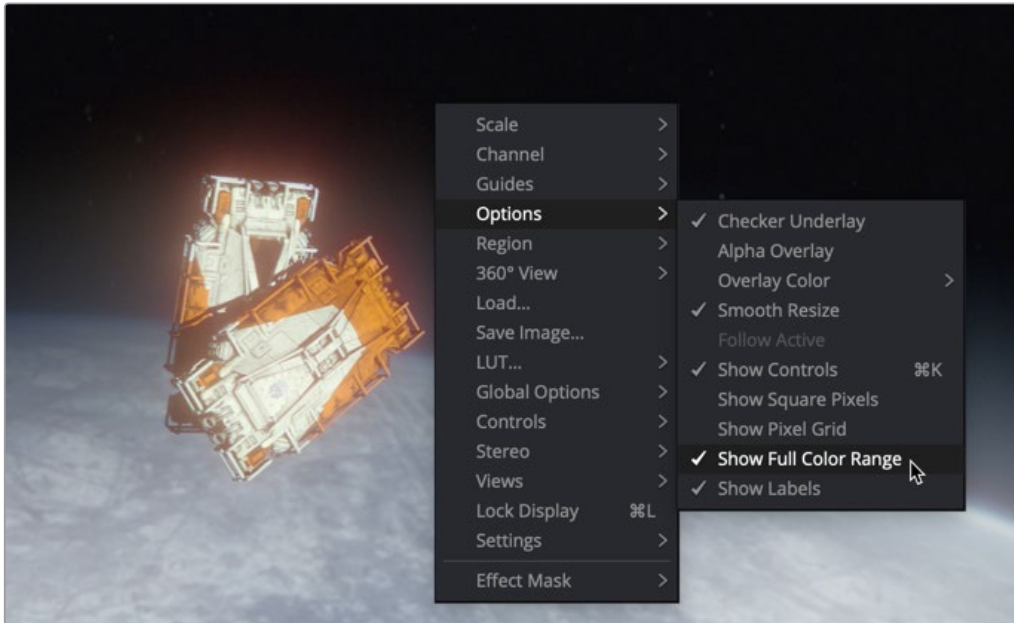 Scale
Channel
Guides
Options
Region
360° View
Load...
Save Image...
LUT...
Global Options
Controls
Stereo
Views
Lock Display ⌘L
Settings
Effect Mask
Checker Underlay
Alpha Overlay
Overlay Color
Smooth Resize
Follow Active
Show Controls ⌘K
Show Square Pixels
Show Pixel Grid
Show Full Color Range
Show Labels